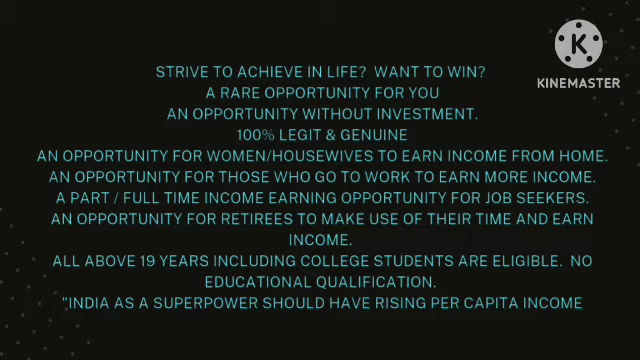 STRIVE TO ACHIEVE IN LIFE? WANT TO WIN?
A RARE OPPORTUNITY FOR YOU
AN OPPORTUNITY WITHOUT INVESTMENT.
100% LEGIT & GENUINE
AN OPPORTUNITY FOR WOMEN/HOUSEWIVES TO EARN INCOME FROM HOME.
AN OPPORTUNITY FOR THOSE WHO GO TO WORK TO EARN MORE INCOME.
A PART / FULL TIME INCOME EARNING OPPORTUNITY FOR JOB SEEKERS.
AN OPPORTUNITY FOR RETIREES TO MAKE USE OF THEIR TIME AND EARN
INCOME.
ALL ABOVE 19 YEARS INCLUDING COLLEGE STUDENTS ARE ELIGIBLE. NO
EDUCATIONAL QUALIFICATION.
"INDIA AS A SUPERPOWER SHOULD HAVE RISING PER CAPITA INCOME
K
KINEMASTER